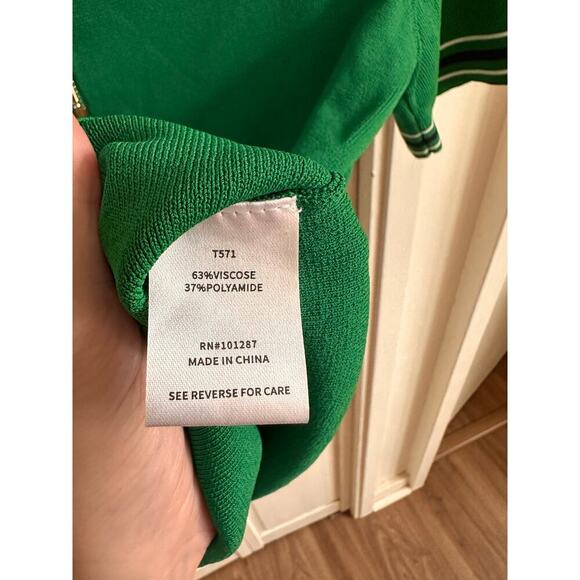 T571
63%VISCOSE
37%POLYAMIDE
RN#101287
MADE IN CHINA
SEE REVERSE FOR CARE